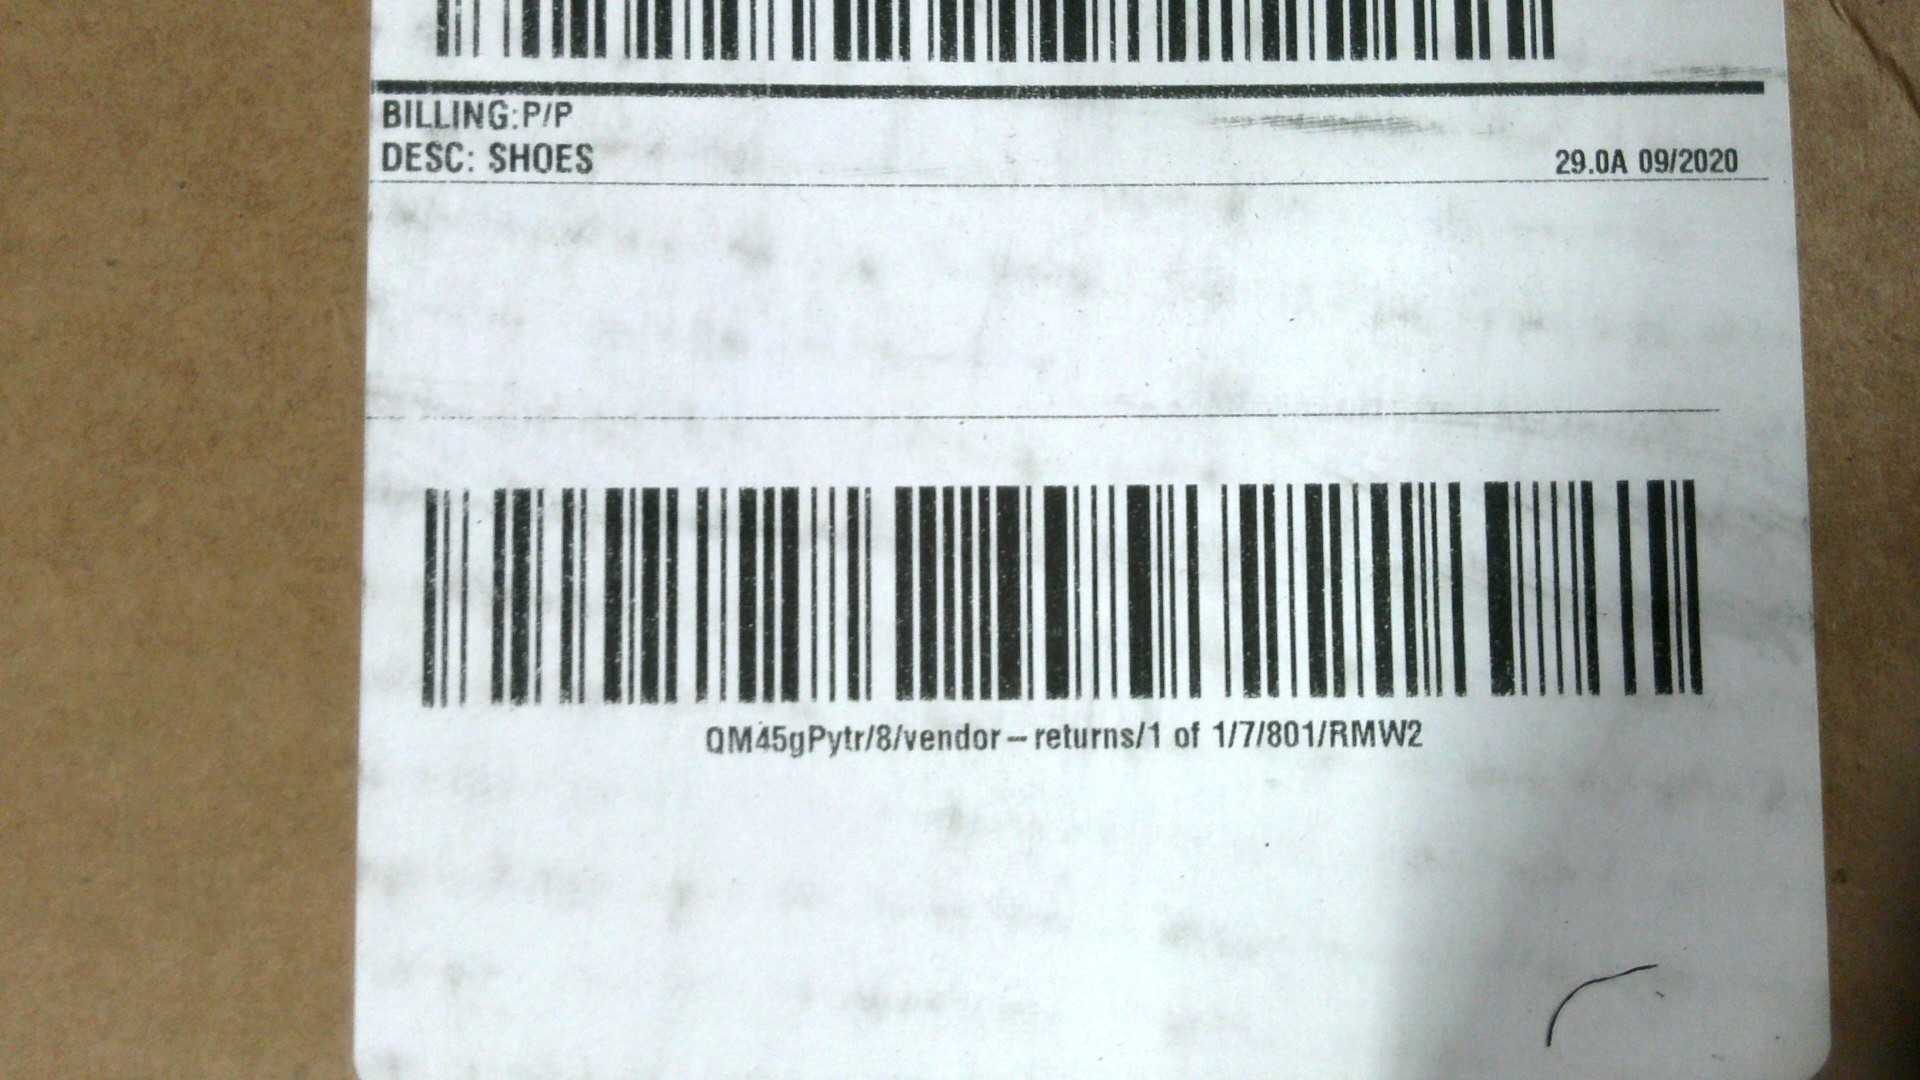 BILLING:P/P
DESC: SHOES
29.0A 09/2020
QM45gPytr/8/vendor-returns/1 of 1/7/801/RMW2